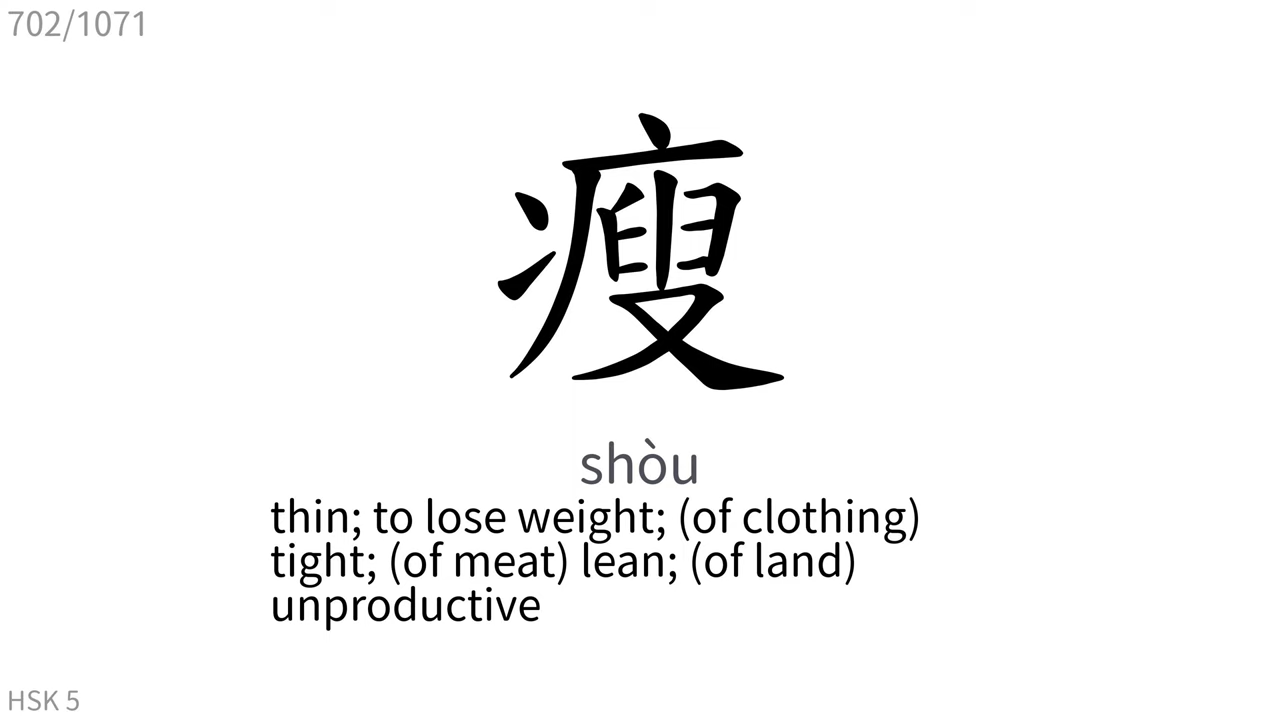 702/1071
瘦
shòu
thin; to lose weight; (of clothing)
tight; (of meat) lean; (of land)
unproductive
HSK 5